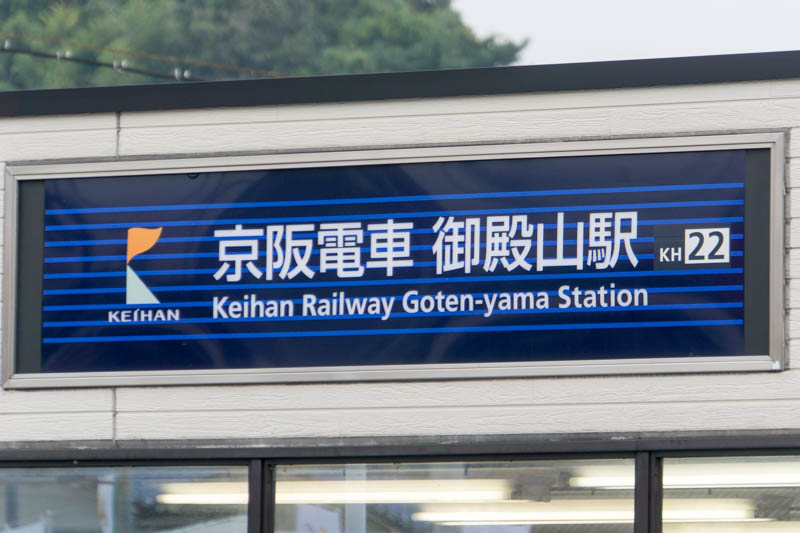 京阪電車 御殿山駅 KH 22
Keihan Railway Goten-yama Station
KEIHAN